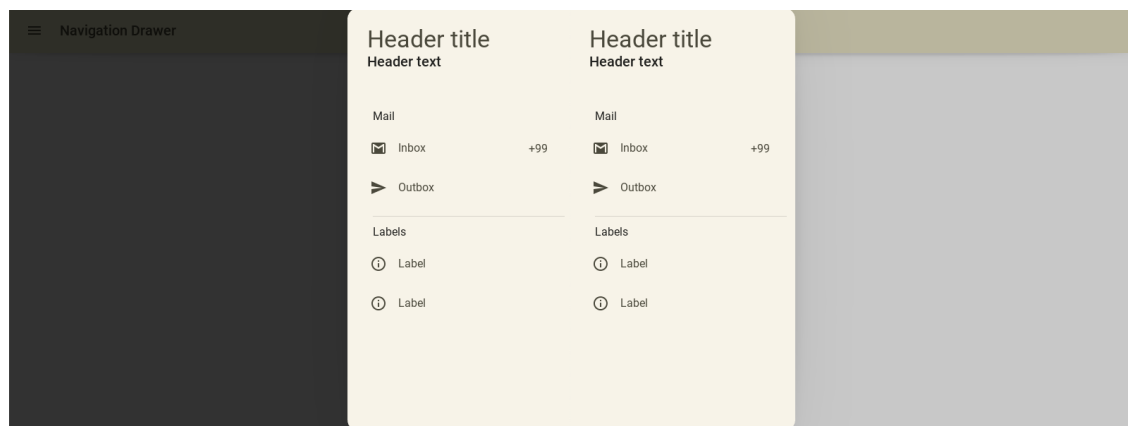 Navigation Drawer
Header title
Header text
Mail
Inbox +99
Outbox
Labels
Label
Label
Header title
Header text
Mail
Inbox +99
Outbox
Labels
Label
Label